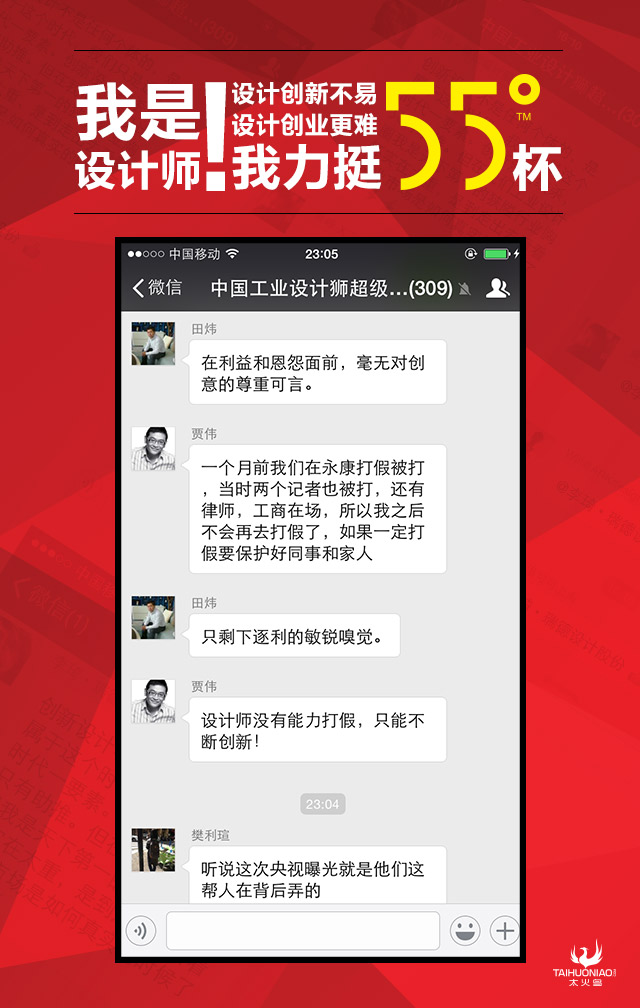 我是
设计师
!
设计创新不易
设计创业更难
我力挺
55°
TM
杯
中国移动
23:05
微信
中国工业设计狮超级...(309)
田炜
在利益和恩怨面前，毫无对创
意的尊重可言。
贾伟
一个月前我们在永康打假被打
，当时两个记者也被打，还有
律师，工商在场，所以我之后
不会再去打假了，如果一定打
假要保护好同事和家人
田炜
只剩下逐利的敏锐嗅觉。
贾伟
设计师没有能力打假，只能不
断创新！
23:04
樊利瑄
听说这次央视曝光就是他们这
帮人在背后弄的
TAIHUONIAO
太火鸟